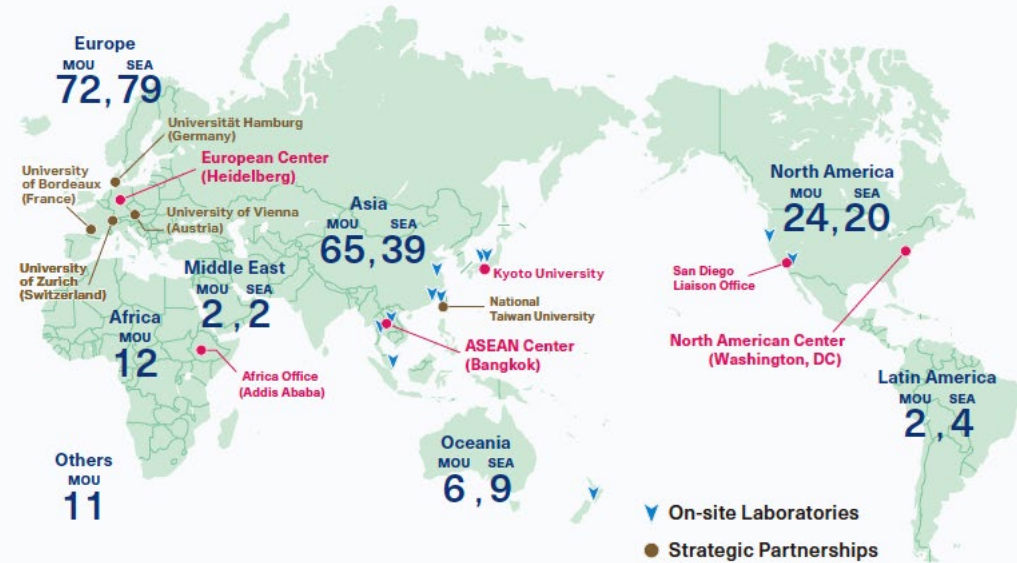 Europe
MOU SEA
72, 79
Universität Hamburg
(Germany)
European Center
(Heidelberg)
University
of Bordeaux
(France)
University of Vienna
(Austria)
University
of Zurich
(Switzerland)
Asia
MOU SEA
65, 39
Middle East
MOU SEA
2, 2
Africa
MOU
12
Africa Office
(Addis Ababa)
Kyoto University
National
Taiwan University
ASEAN Center
(Bangkok)
Oceania
MOU SEA
6, 9
Others
MOU
11
North America
MOU SEA
24, 20
San Diego
Liaison Office
North American Center
(Washington, DC)
Latin America
MOU SEA
2, 4
On-site Laboratories
Strategic Partnerships